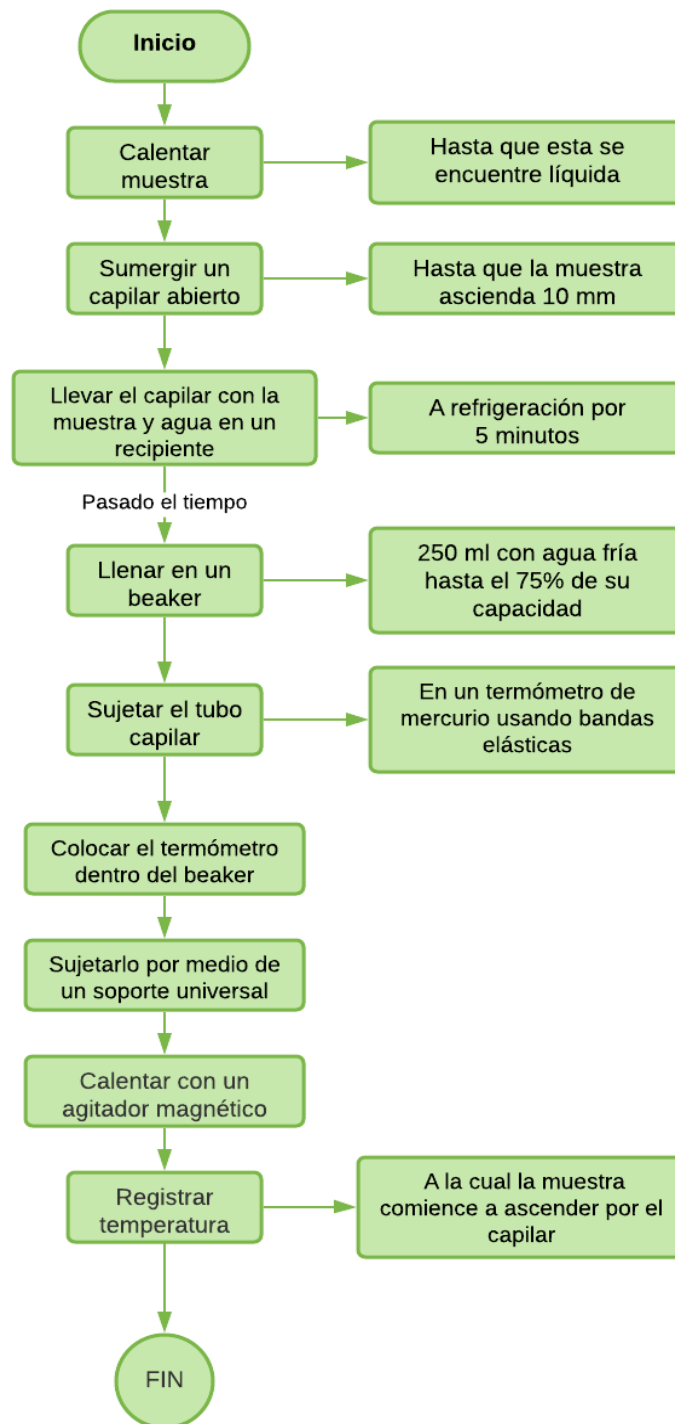 Inicio
Calentar
muestra
Hasta que esta se
encuentre líquida
Sumergir un
capilar abierto
Hasta que la muestra
ascienda 10 mm
Llevar el capilar con la
muestra y agua en un
recipiente
A refrigeración por
5 minutos
Pasado el tiempo
Llenar en un
beaker
250 ml con agua fría
hasta el 75% de su
capacidad
Sujetar el tubo
capilar
En un termómetro de
mercurio usando bandas
elásticas
Colocar el termómetro
dentro del beaker
Sujetarlo por medio de
un soporte universal
Calentar con un
agitador magnético
Registrar
temperatura
A la cual la muestra
comience a ascender por el
capilar
FIN